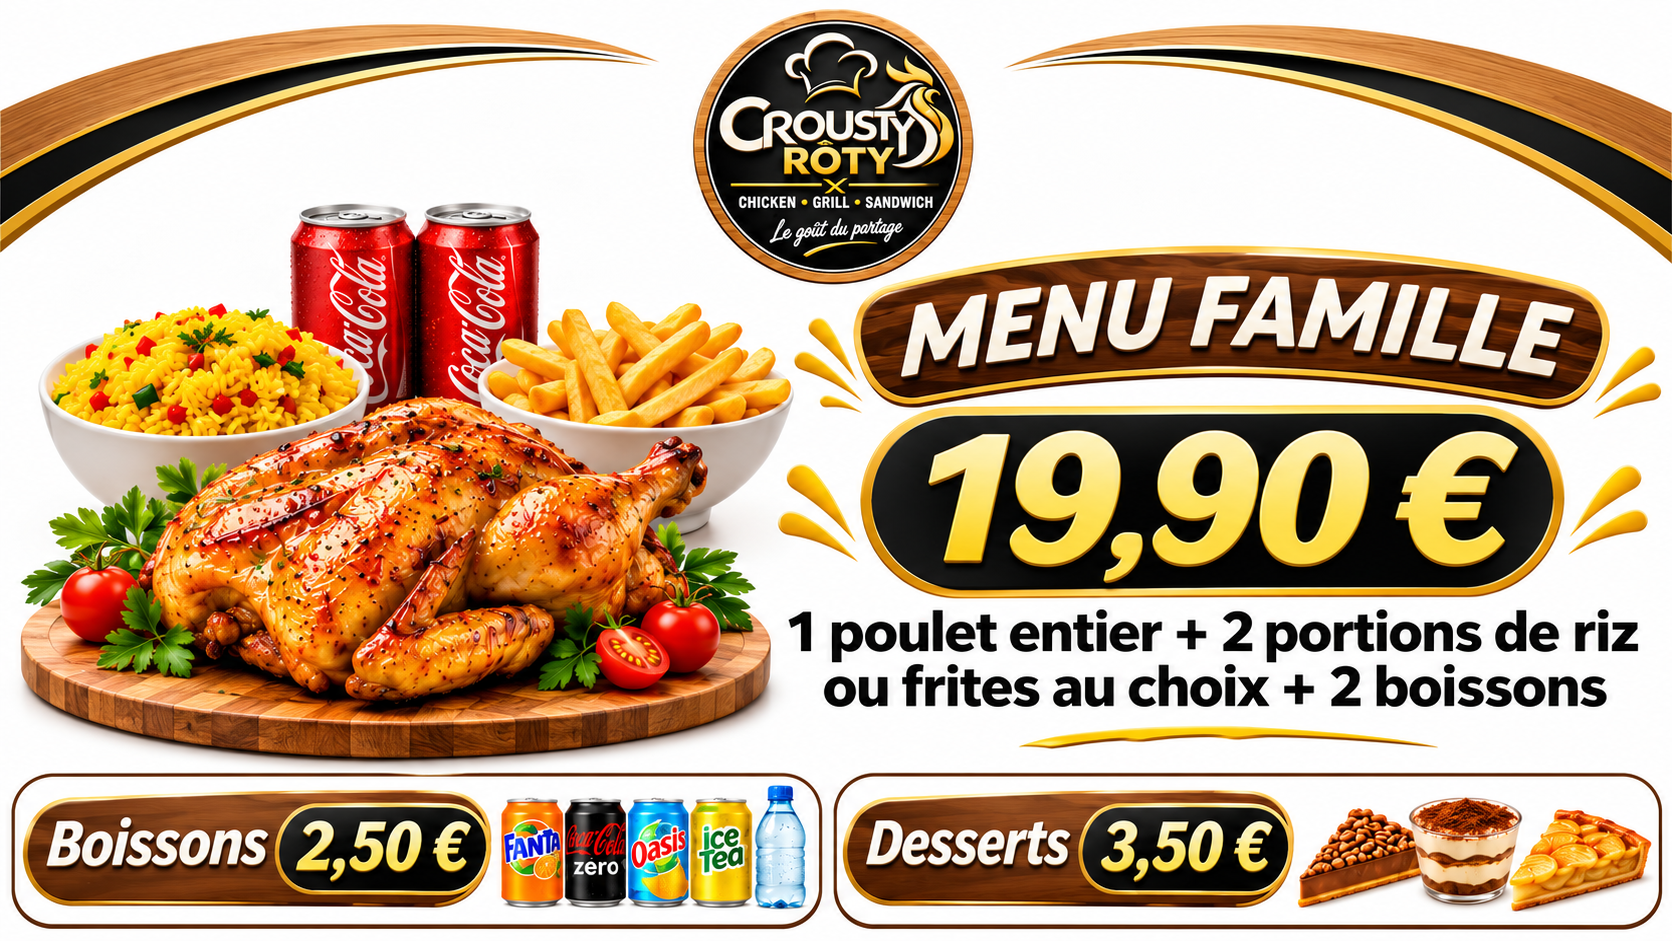 CROUSTY
RÔTY
CHICKEN • GRILL • SANDWICH
Le goût du partage
Coca-Cola
Coca-Cola
MENU FAMILLE
19,90 €
1 poulet entier + 2 portions de riz
ou frites au choix + 2 boissons
Boissons 2,50 €
FANTA
Coca-Cola
zéro
Oasis
ice
Tea
Desserts 3,50 €